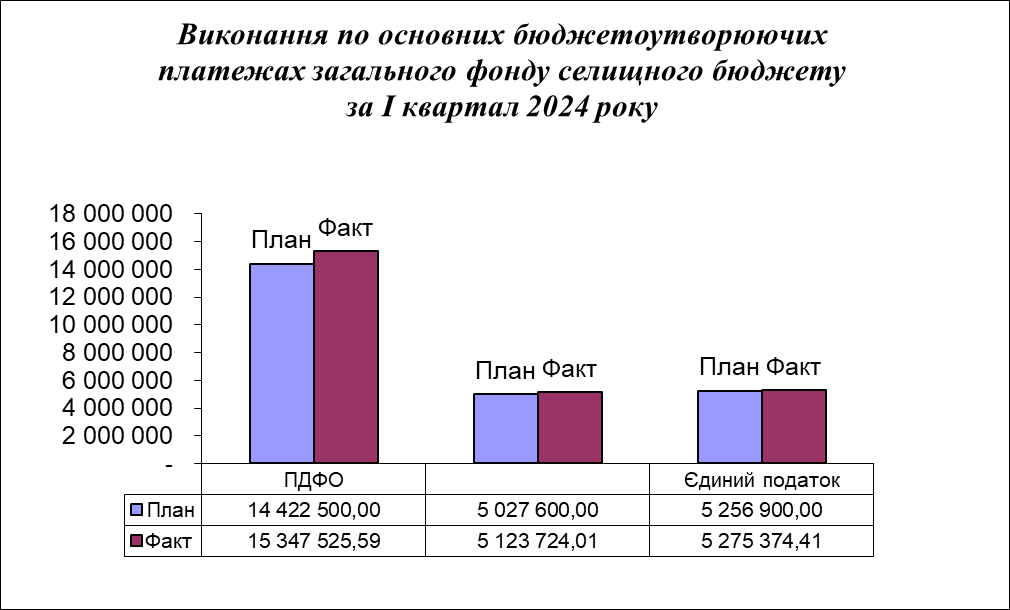 Виконання по основних бюджетоутворюючих
платежах загального фонду селищного бюджету
за І квартал 2024 року
18 000 000
16 000 000
14 000 000
12 000 000
10 000 000
8 000 000
6 000 000
4 000 000
2 000 000
-
План Факт
План Факт
План Факт
ПДФО Єдиний податок
План 14 422 500,00 5 027 600,00 5 256 900,00
Факт 15 347 525,59 5 123 724,01 5 275 374,41